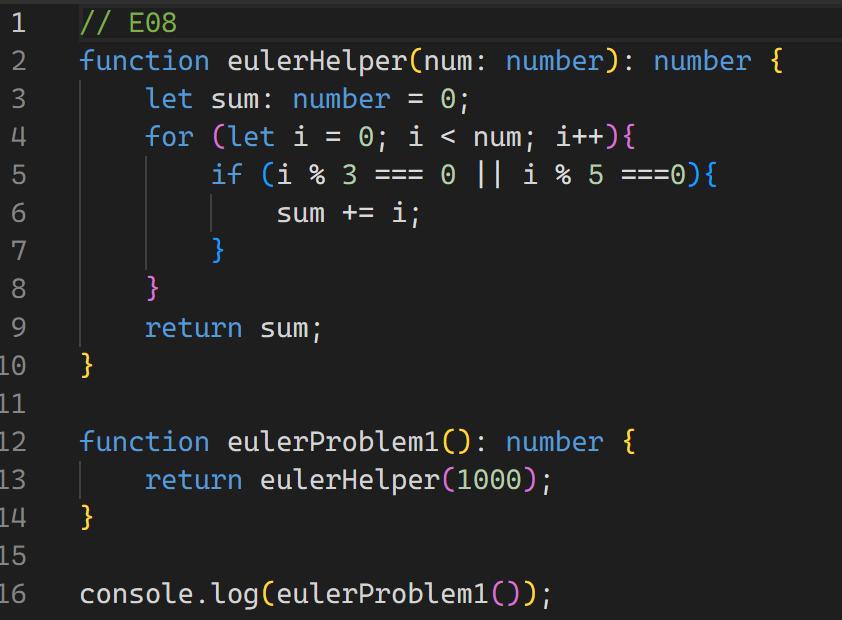 1 // E08
2 function eulerHelper(num: number): number {
3     let sum: number = 0;
4     for (let i = 0; i < num; i++){
5         if (i % 3 === 0 || i % 5 ===0){
6             sum += i;
7         }
8     }
9     return sum;
10 }
11
12 function eulerProblem1(): number {
13     return eulerHelper(1000);
14 }
15
16 console.log(eulerProblem1());